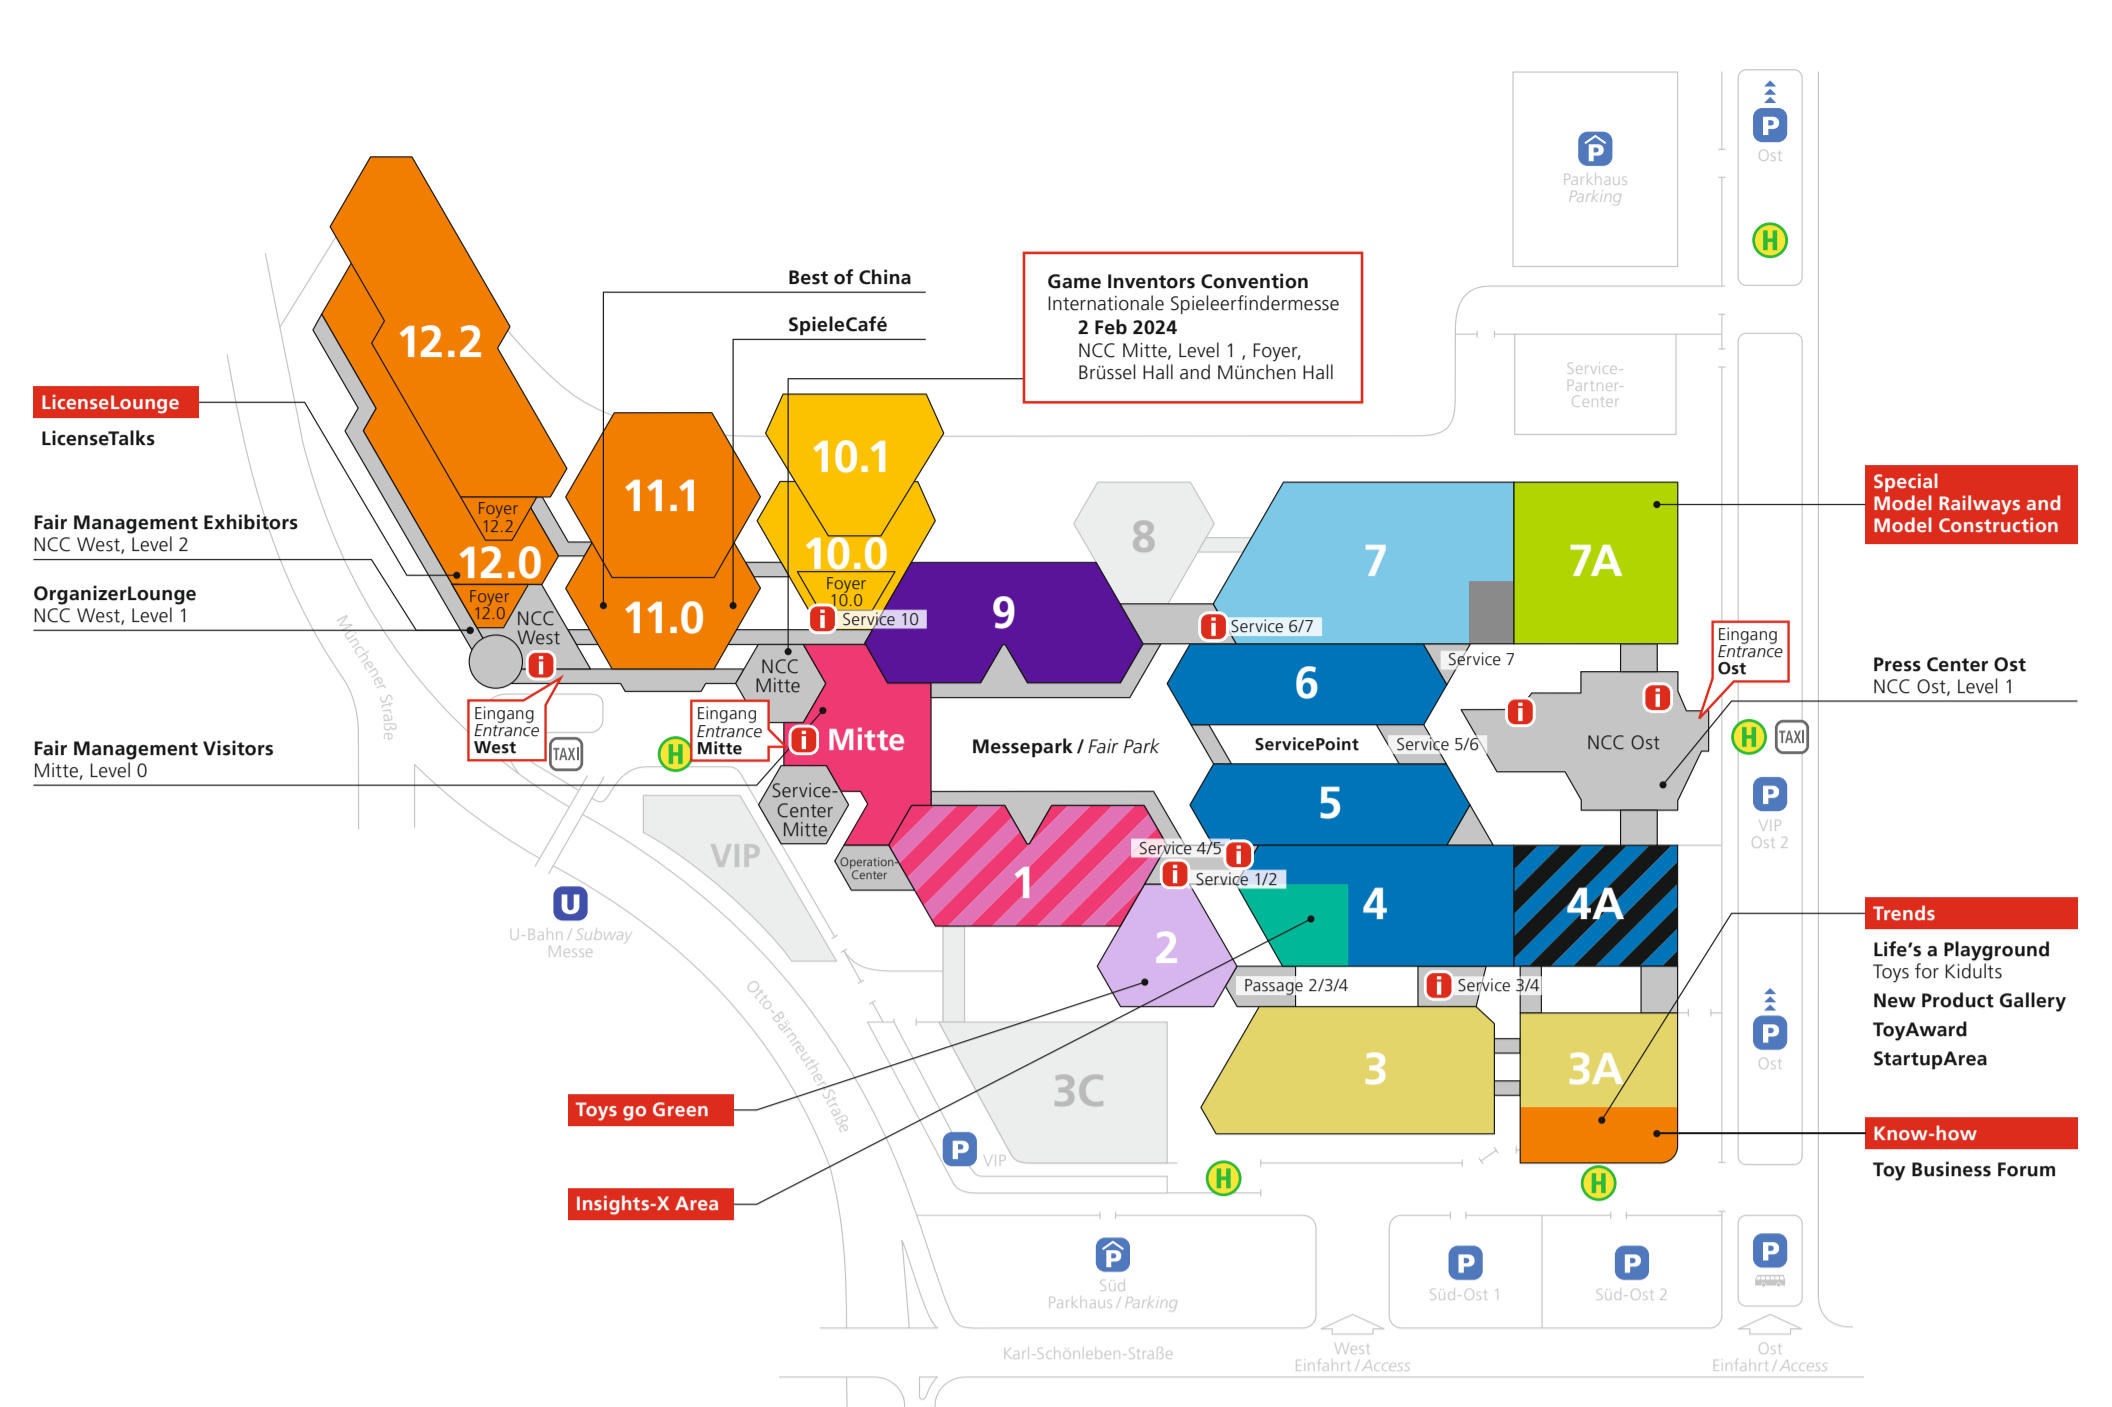 P
Ost
P
Parkhaus
Parking
H
Service-
Partner-
Center
Best of China
SpieleCafé
Game Inventors Convention
Internationale Spieleerfindermesse
2 Feb 2024
NCC Mitte, Level 1 , Foyer,
Brüssel Hall and München Hall
LicenseLounge
LicenseTalks
Fair Management Exhibitors
NCC West, Level 2
OrganizerLounge
NCC West, Level 1
Fair Management Visitors
Mitte, Level 0
12.2
Foyer
12.2
12.0
Foyer
12.0
NCC
West
i
11.1
11.0
10.1
10.0
Foyer
10.0
i
Service 10
9
8
7
7A
i
Service 6/7
Special
Model Railways and
Model Construction
Eingang
Entrance
Ost
Press Center Ost
NCC Ost, Level 1
Service 7
6
i
i
NCC Ost
H
TAXI
NCC
Mitte
Eingang
Entrance
West
TAXI
H
Eingang
Entrance
Mitte
i
Mitte
Messepark / Fair Park
ServicePoint
Service 5/6
5
P
VIP
Ost 2
Service-
Center
Mitte
Operation-
Center
VIP
1
Service 4/5
i
i
Service 1/2
2
4
4A
U
U-Bahn / Subway
Messe
Münchener Straße
Otto-Bärnreuther-Straße
Passage 2/3/4
i
Service 3/4
Trends
Life’s a Playground
Toys for Kidults
New Product Gallery
ToyAward
StartupArea
P
Ost
3
3A
3C
Toys go Green
Know-how
Toy Business Forum
P
VIP
H
H
Insights-X Area
P
Süd
Parkhaus / Parking
P
Süd-Ost 1
P
Süd-Ost 2
P
Karl-Schönleben-Straße
West
Einfahrt / Access
Ost
Einfahrt / Access